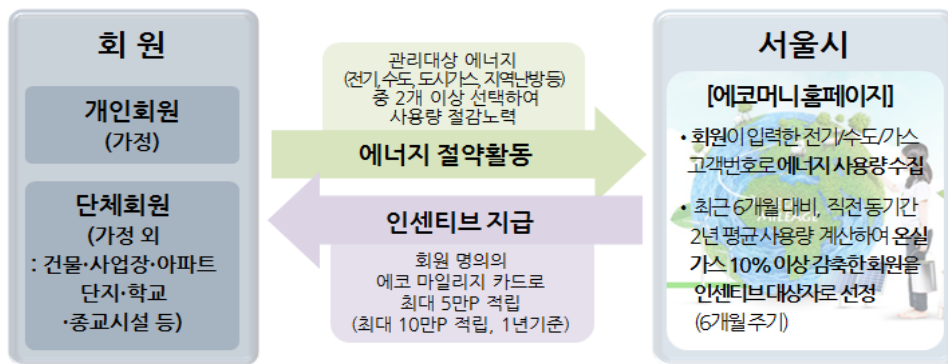 회 원
개인회원
(가정)
단체회원
(가정 외
: 건물·사업장·아파트
단지·학교
·종교시설 등)
관리대상 에너지
(전기, 수도, 도시가스, 지역난방 등)
중 2개 이상 선택하여
사용량 절감노력
에너지 절약활동
인센티브 지급
회원 명의의
에코 마일리지 카드로
최대 5만P 적립
(최대 10만P 적립, 1년기준)
서울시
[에코머니 홈페이지]
• 회원이 입력한 전기/수도/가스
고객번호로 에너지 사용량 수집
• 최근 6개월 대비, 직전 동기간
2년 평균 사용량 계산하여 온실
가스 10% 이상 감축한 회원을
인센티브 대상자로 선정
(6개월 주기)
MILEAGE